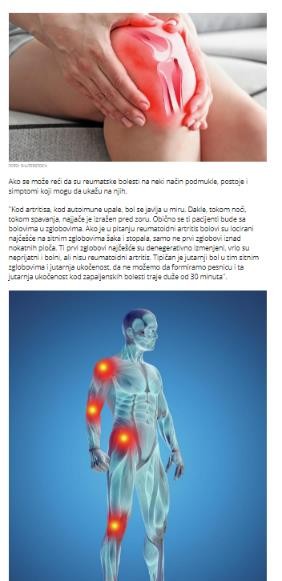 FOTO: SHUTTERSTOCK
Ako se može reći da su reumatske bolesti na neki način podmukle, postoje i
simptomi koji mogu da ukažu na njih.
"Kod artritisa, kod autoimune upale, bol se javlja u miru. Dakle, tokom noći,
tokom spavanja, najjače je izražen pred zoru. Obično se ti pacijenti bude sa
bolovima u zglobovima. Ako je u pitanju reumatoidni artritis bolovi su locirani
najčešće na sitnim zglobovima šaka i stopala, samo ne prvi zglobovi iznad
nokatnih ploča. Ti prvi zglobovi najčešće su denegerativno izmenjeni, vrlo su
neprijatni i bolni, ali nisu reumatoidni artritis. Tipičan je jutarnji bol u tim sitnim
zglobovima i jutarnja ukočenost, da ne možemo da formiramo pesnicu i ta
jutarnja ukočenost kod zapaljenskih bolesti traje duže od 30 minuta".